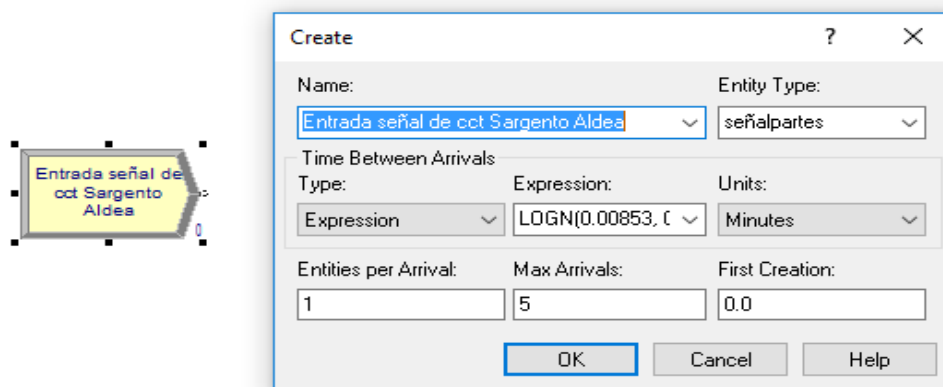 Create
?
Name:
Entity Type:
Entrada señal de cct Sargento Aldea
señalpartes
Time Between Arrivals
Type:
Expression:
Units:
Expression
LOGN(0.00853,
Minutes
Entities per Arrival:
Max Arrivals:
First Creation:
1
5
0.0
OK
Cancel
Help
Entrada señal de
cct Sargento
Aldea
0